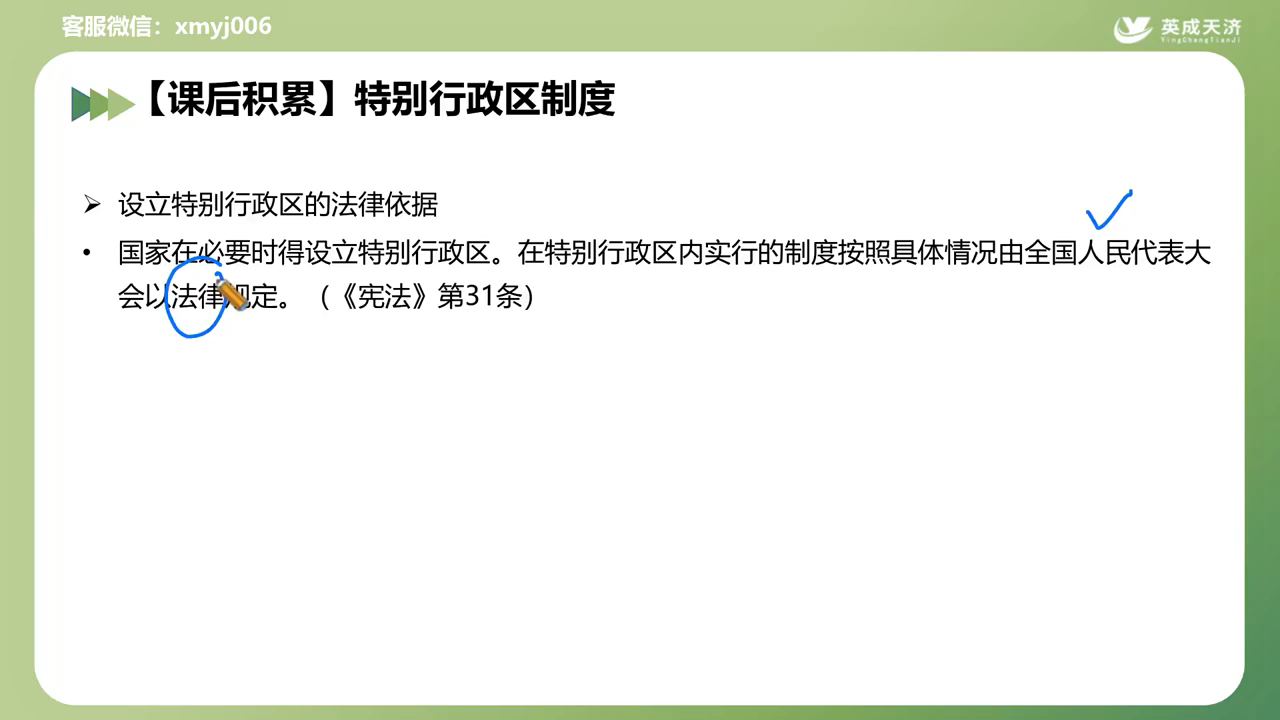 客服微信：xmyj006
英成天济
YingChengTianJi
【课后积累】特别行政区制度
➢ 设立特别行政区的法律依据
• 国家在必要时得设立特别行政区。在特别行政区内实行的制度按照具体情况由全国人民代表大
会以法律规定。（《宪法》第31条）